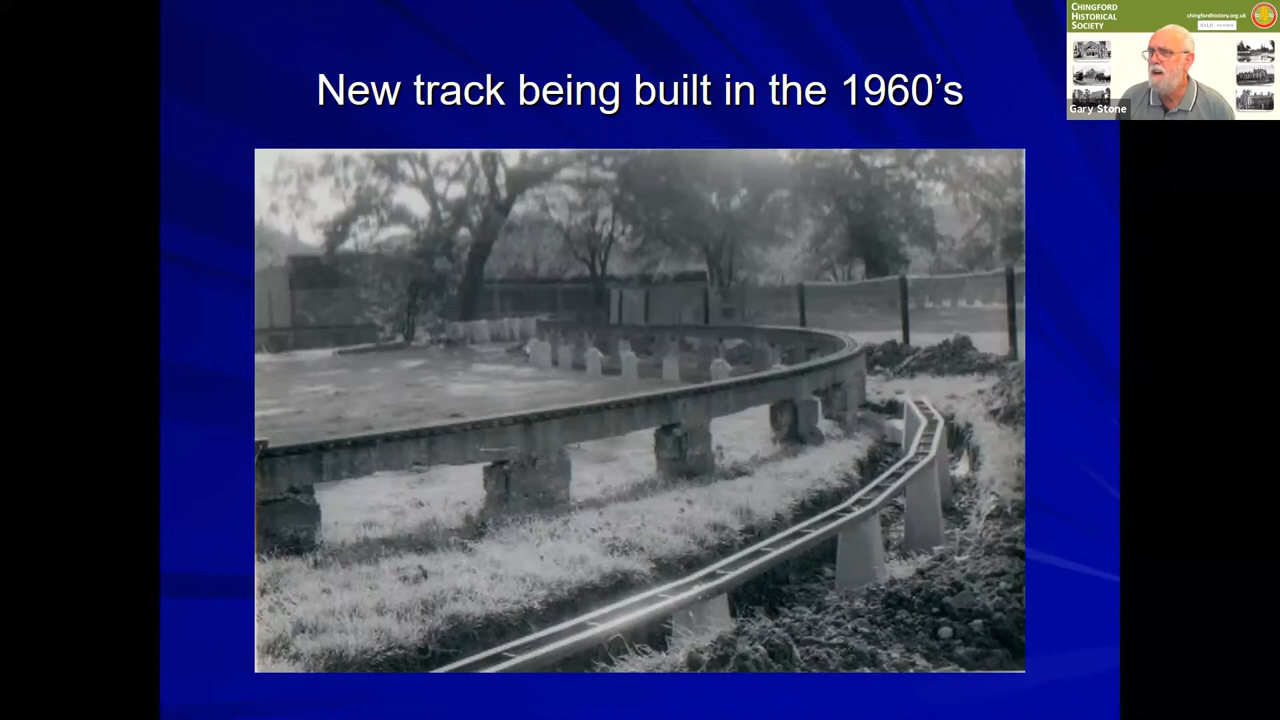 New track being built in the 1960’s
CHINGFORD
HISTORICAL
SOCIETY
chingfordhistory.org.uk
Gary Stone